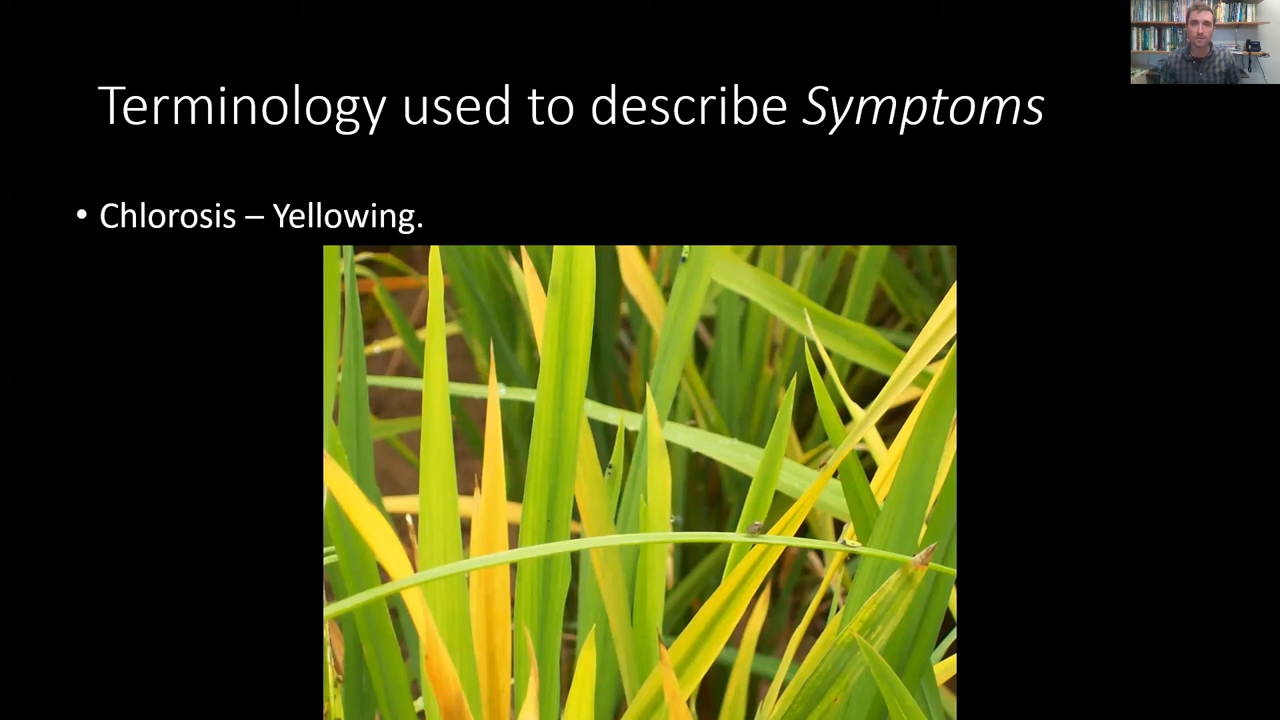 Terminology used to describe Symptoms
• Chlorosis – Yellowing.